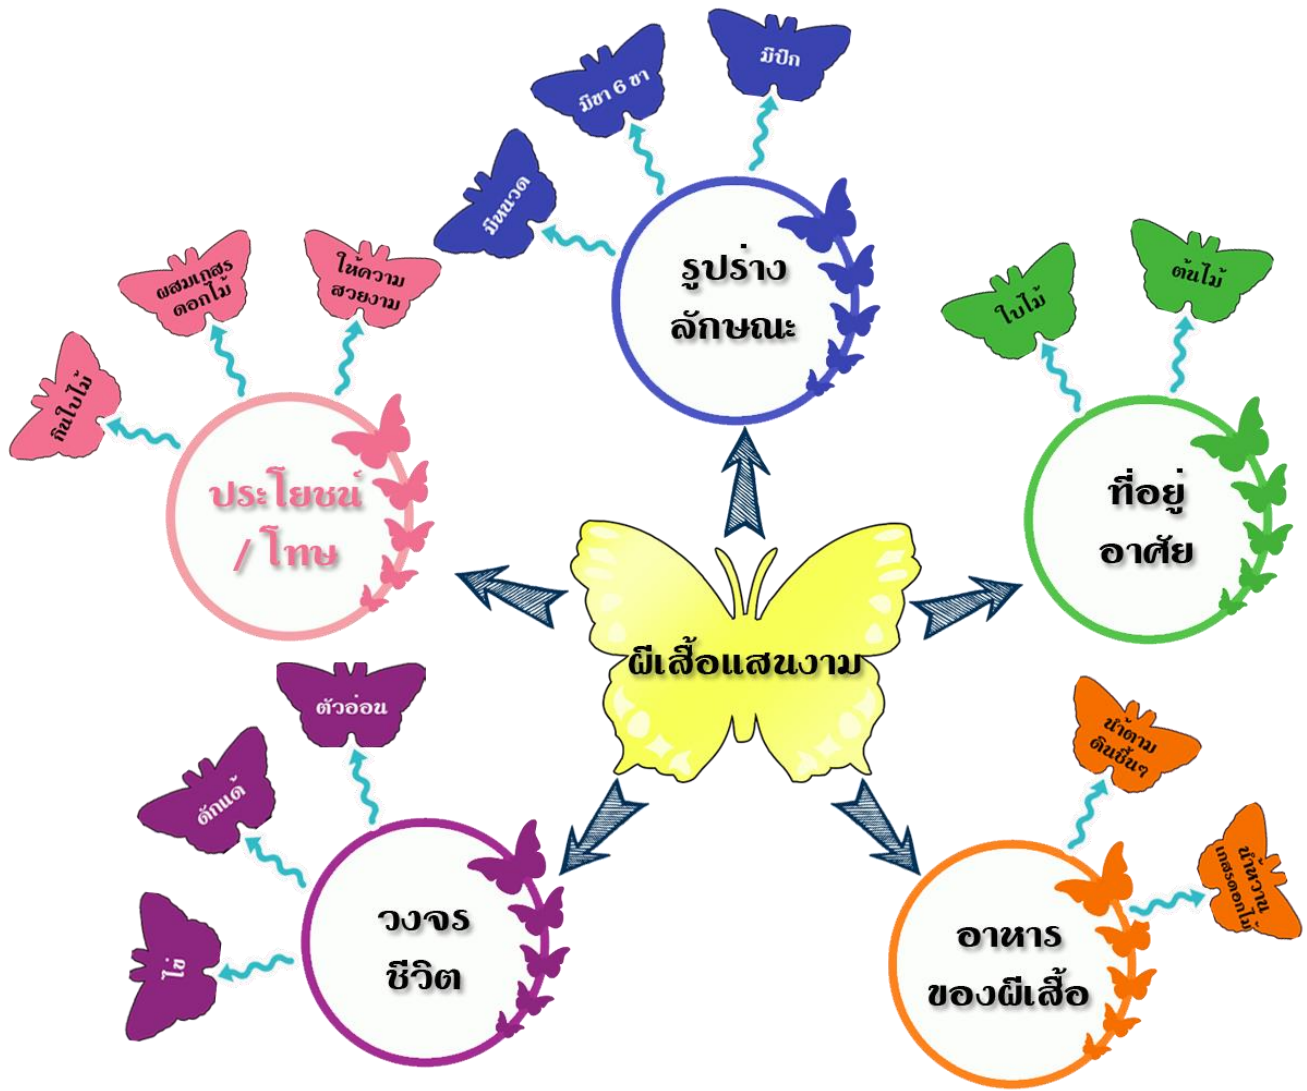 มีปีก
มีขา 6 ขา
มีหนวด
รูปร่าง
ลักษณะ
ให้ความ
สวยงาม
ผสมเกสร
ดอกไม้
กินใบไม้
ประโยชน์
/ โทษ
ใบไม้
ต้นไม้
ที่อยู่
อาศัย
ผีเสื้อแสนงาม
ตัวอ่อน
ดักแด้
ไข่
วงจร
ชีวิต
น้ำตาม
ดินชื้นๆ
น้ำหวาน
เกสรดอกไม้
อาหาร
ของผีเสื้อ